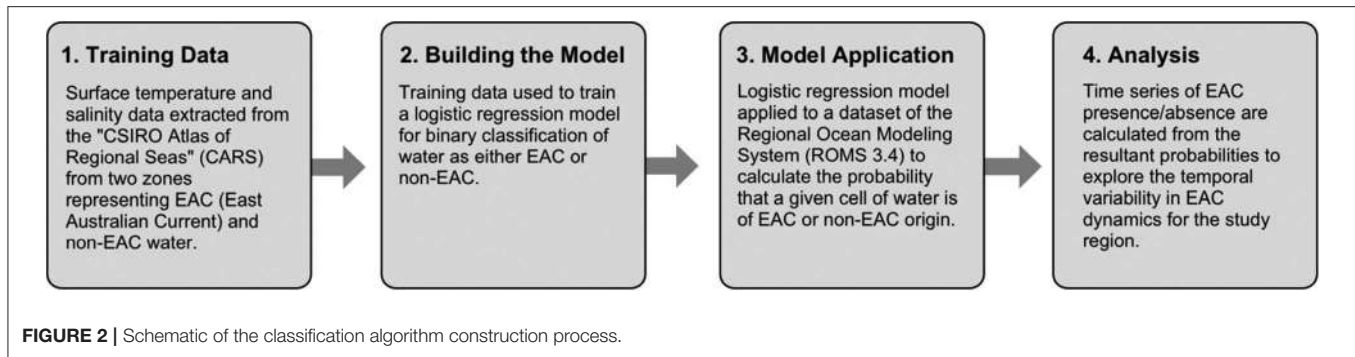 1. Training Data
Surface temperature and
salinity data extracted from
the "CSIRO Atlas of
Regional Seas" (CARS)
from two zones
representing EAC (East
Australian Current) and
non-EAC water.
2. Building the Model
Training data used to train
a logistic regression model
for binary classification of
water as either EAC or
non-EAC.
3. Model Application
Logistic regression model
applied to a dataset of the
Regional Ocean Modeling
System (ROMS 3.4) to
calculate the probability
that a given cell of water is
of EAC or non-EAC origin.
4. Analysis
Time series of EAC
presence/absence are
calculated from the
resultant probabilities to
explore the temporal
variability in EAC
dynamics for the study
region.
FIGURE 2 | Schematic of the classification algorithm construction process.